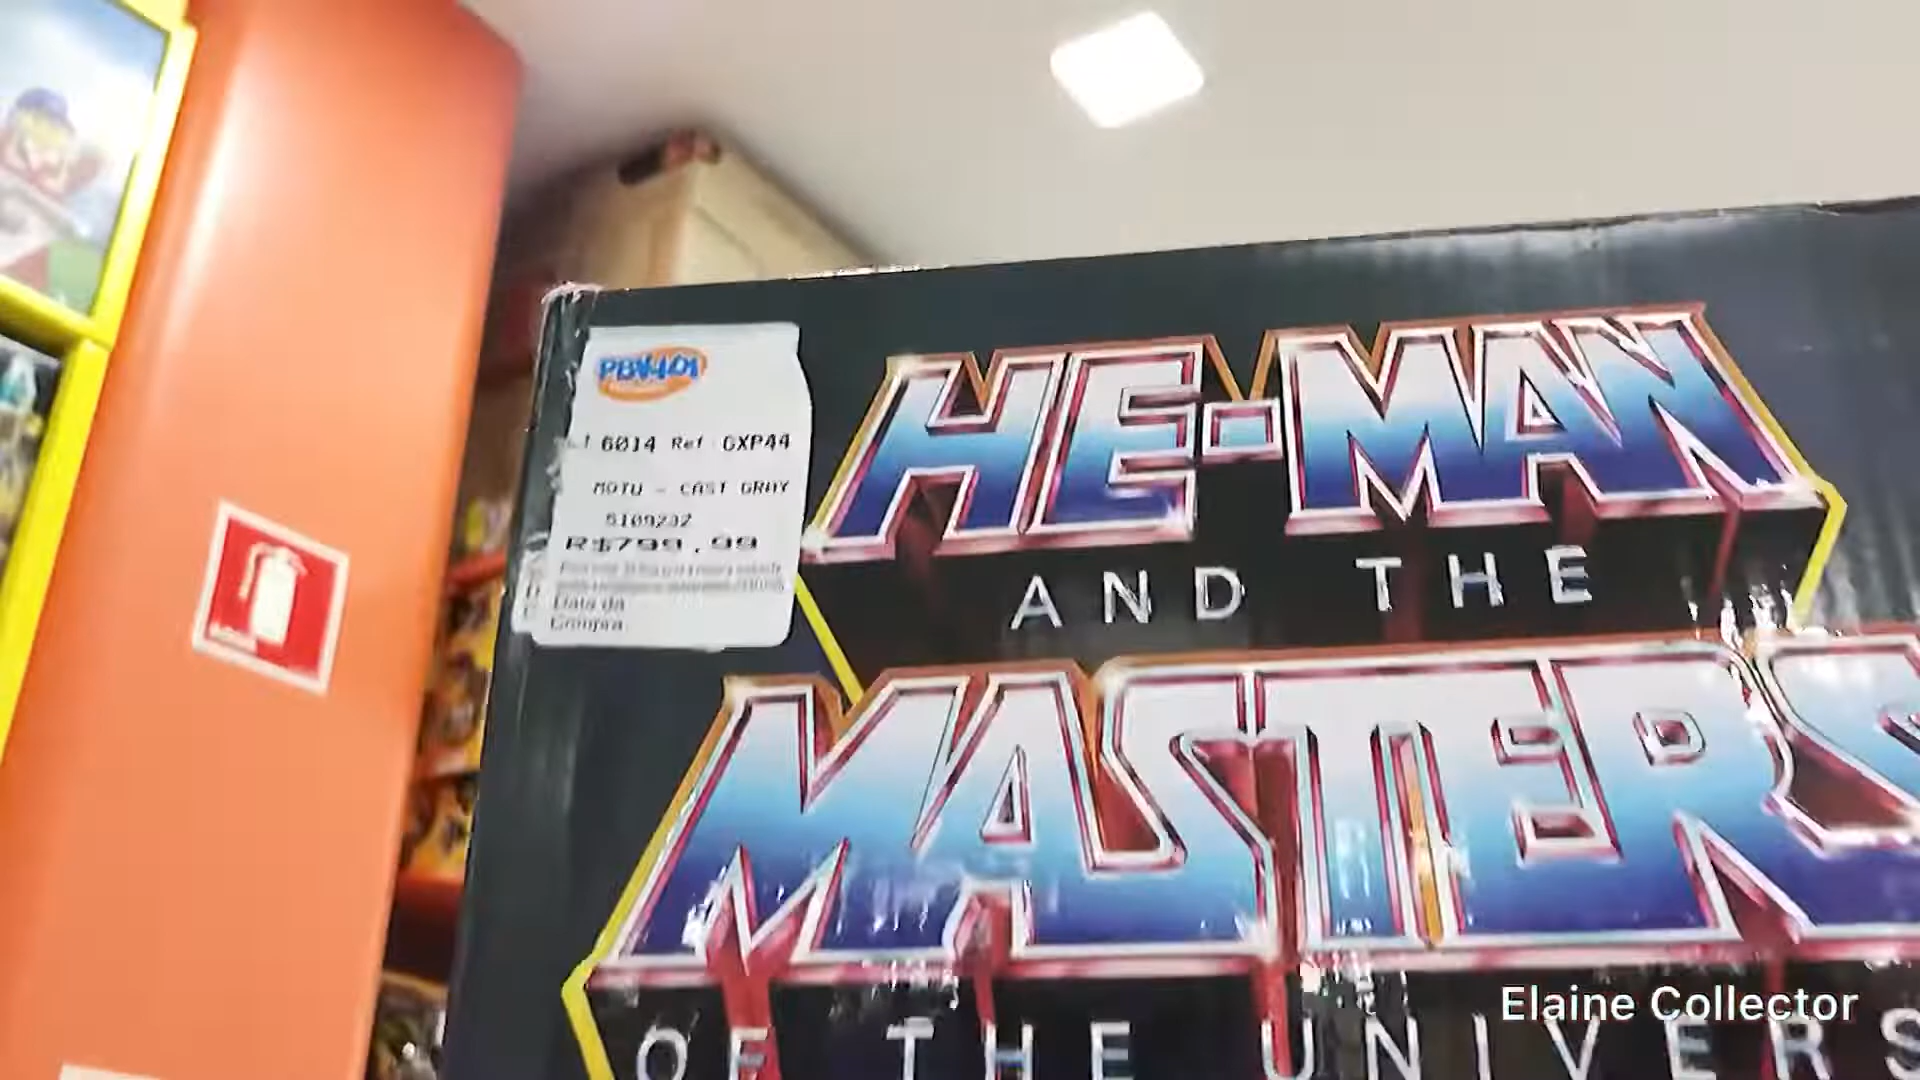 PBKIDS
6014 Ref GXP44
MOTU - CAST GRAY
5109232
R$799,99
Data da
Compra
HE-MAN
AND THE
MASTERS
OF THE UNIVERS
Elaine Collector